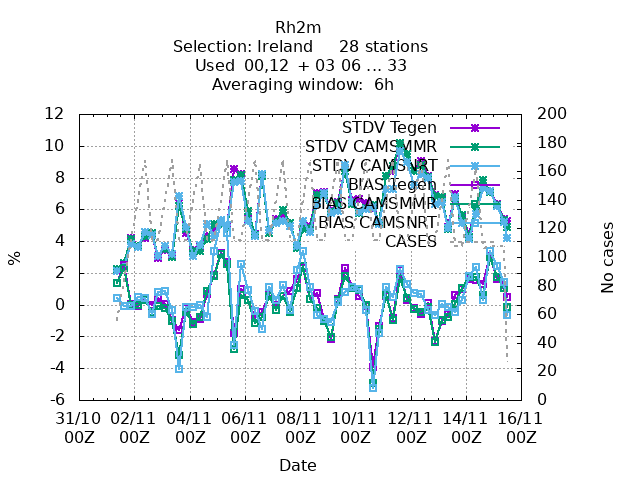 Rh2m
Selection: Ireland 28 stations
Used 00,12 + 03 06 ... 33
Averaging window: 6h
12
10
8
6
4
2
0
-2
-4
-6
%
200
180
160
140
120
100
80
60
40
20
0
No cases
STDV Tegen
STDV CAMSMMR
STDV CAMSNRT
BIAS Tegen
BIAS CAMSMMR
BIAS CAMSNRT
CASES
31/10 02/11 04/11 06/11 08/11 10/11 12/11 14/11 16/11
00Z 00Z 00Z 00Z 00Z 00Z 00Z 00Z 00Z
Date